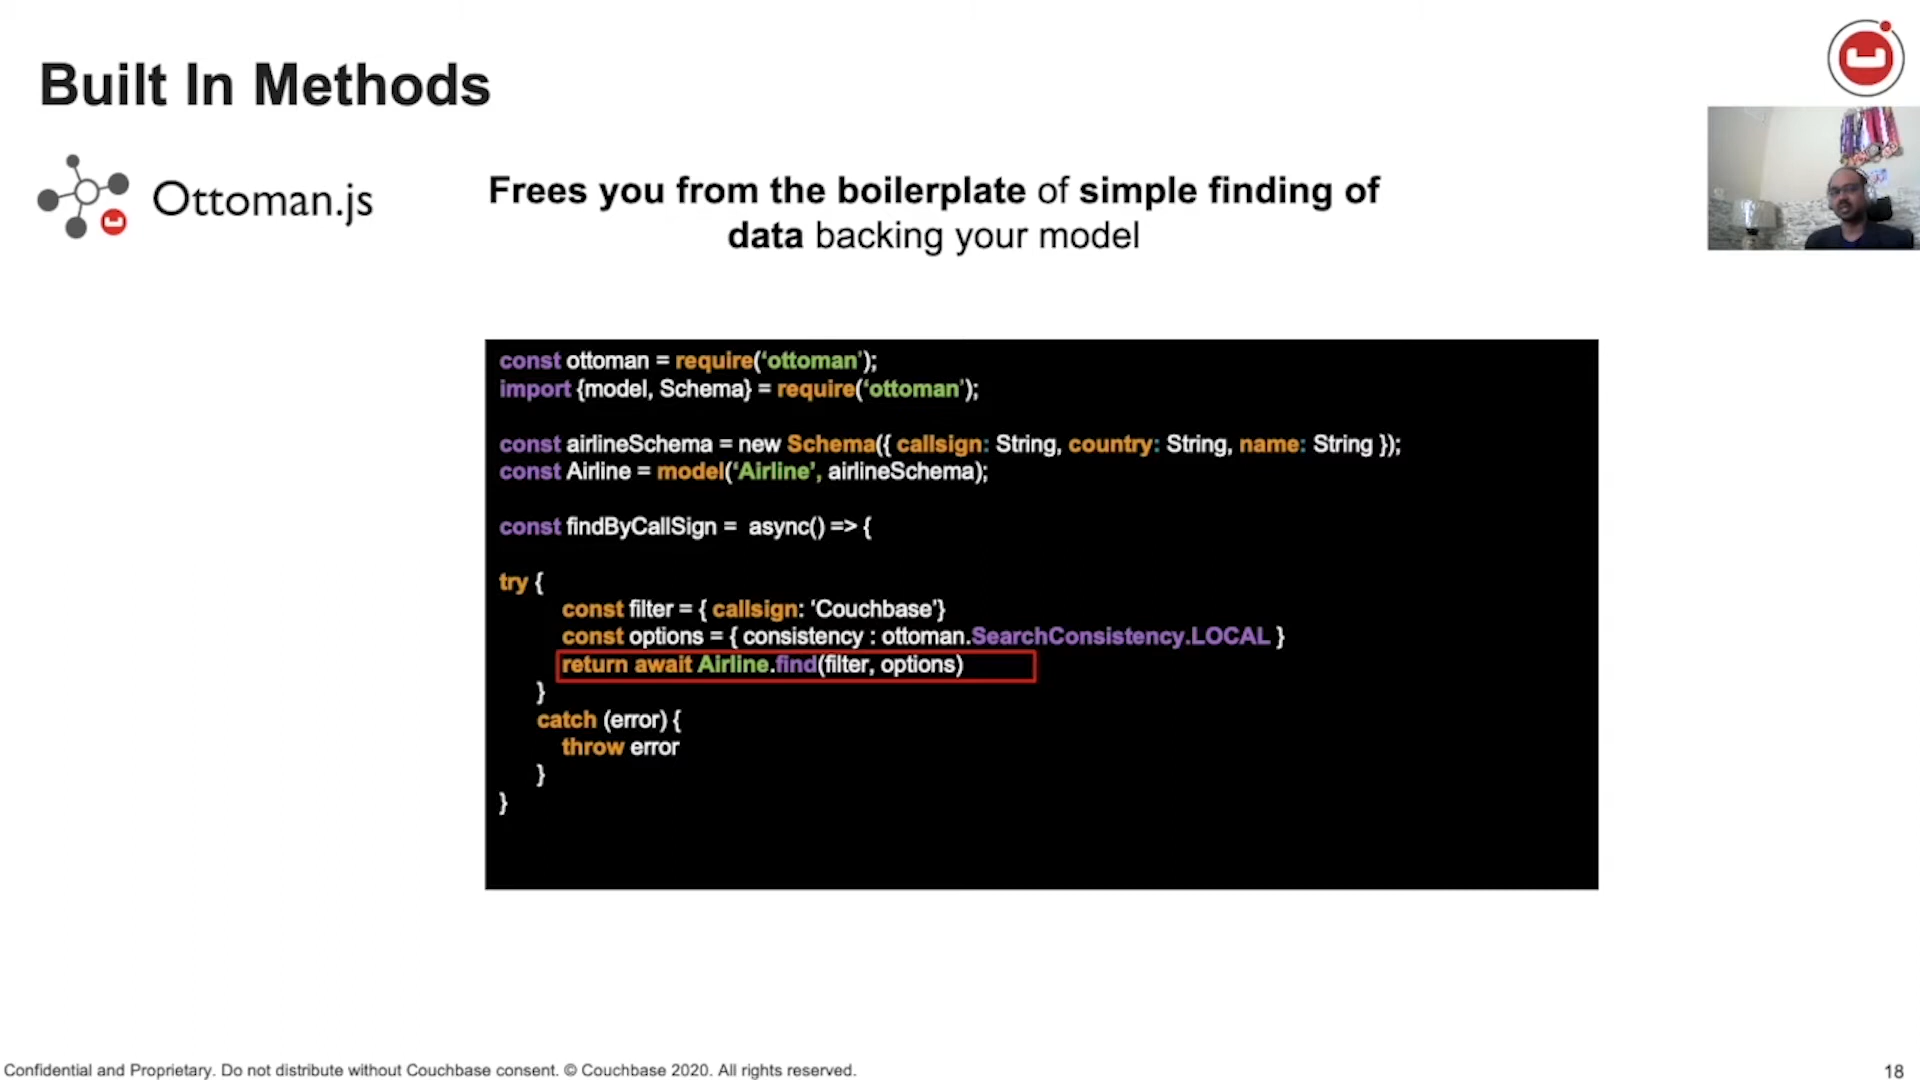 Built In Methods
Ottoman.js
Frees you from the boilerplate of simple finding of
data backing your model
const ottoman = require(‘ottoman’);
import {model, Schema} = require(‘ottoman’);
const airlineSchema = new Schema({ callsign: String, country: String, name: String });
const Airline = model(‘Airline’, airlineSchema);
const findByCallSign = async() => {
try {
const filter = { callsign: ‘Couchbase’}
const options = { consistency : ottoman.SearchConsistency.LOCAL }
return await Airline.find(filter, options)
}
catch (error) {
throw error
}
}
Confidential and Proprietary. Do not distribute without Couchbase consent. © Couchbase 2020. All rights reserved.
18